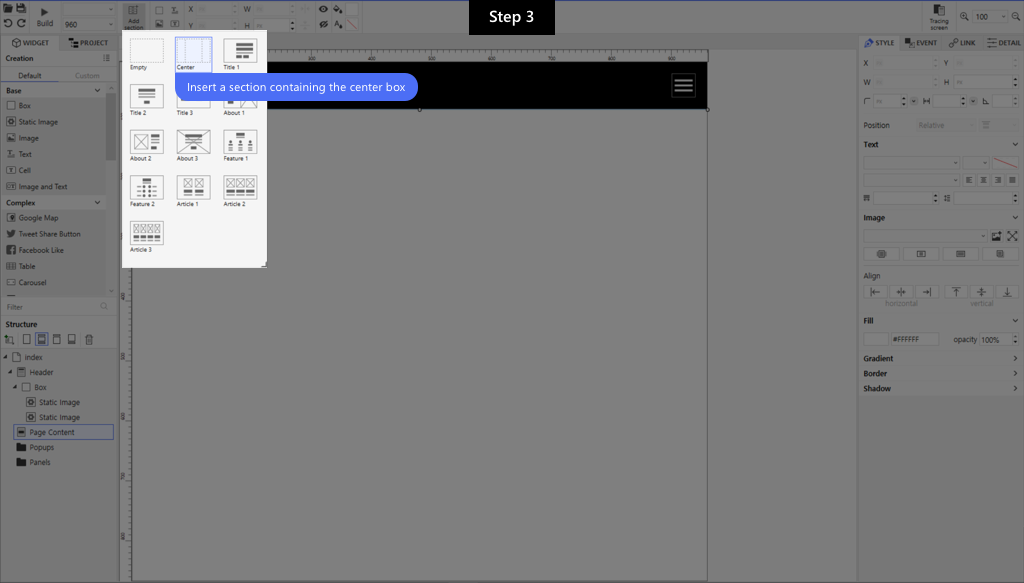 Step 3
Build
960
Add section
X
W
Y
H
Tracing screen
100
WIDGET
PROJECT
Creation
Default
Custom
Base
Box
Static Image
Image
Text
Cell
Image and Text
Complex
Google Map
Tweet Share Button
Facebook Like
Table
Carousel
Filter
Structure
index
Header
Box
Static Image
Static Image
Page Content
Popups
Panels
Empty
Center
Title 1
Insert a section containing the center box
Title 2
Title 3
About 1
About 2
About 3
Feature 1
Feature 2
Article 1
Article 2
Article 3
STYLE
EVENT
LINK
DETAIL
X
Y
W
H
Position
Relative
Text
Image
Align
horizontal
vertical
Fill
#FFFFFF
opacity
100%
Gradient
Border
Shadow